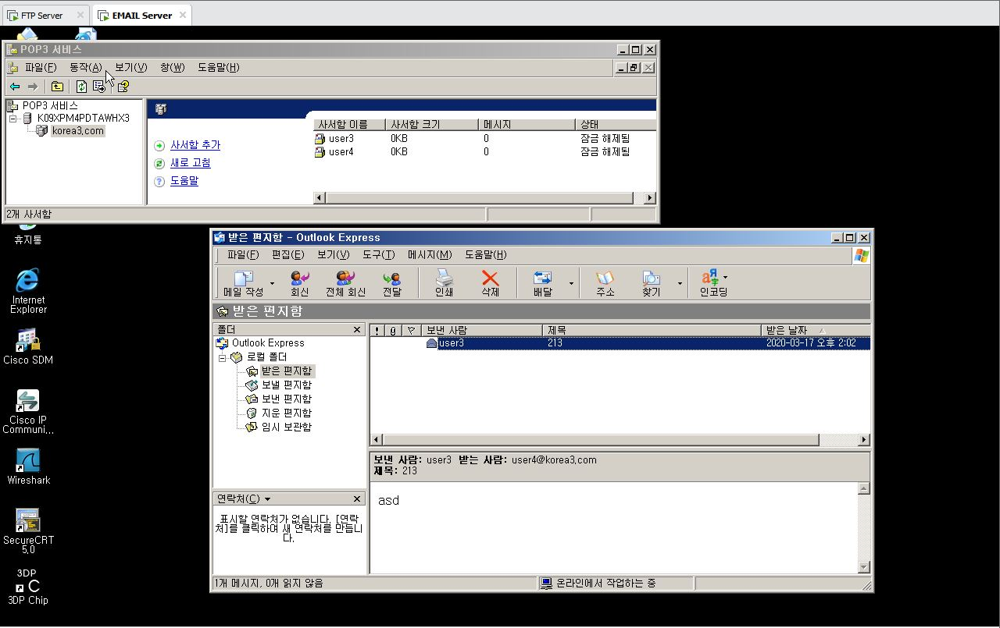 FTP Server
EMAIL Server
POP3 서비스
파일(F) 동작(A) 보기(V) 창(W) 도움말(H)
POP3 서비스
K09XPM4PDTAWHX3
korea3.com
사서함 추가
새로 고침
도움말
사서함 이름 사서함 크기 메시지 상태
user3 0KB 0 잠금 해제됨
user4 0KB 0 잠금 해제됨
2개 사서함
휴지통
Internet
Explorer
Cisco SDM
Cisco IP
Communi...
Wireshark
SecureCRT
5.0
3DP
C
3DP Chip
받은 편지함 - Outlook Express
파일(F) 편집(E) 보기(V) 도구(T) 메시지(M) 도움말(H)
메일 작성 회신 전체 회신 전달 인쇄 삭제 배달 주소 찾기 인코딩
받은 편지함
폴더
Outlook Express
로컬 폴더
받은 편지함
보낼 편지함
보낸 편지함
지운 편지함
임시 보관함
! 보낸 사람 제목 받은 날짜
user3 213 2020-03-17 오후 2:02
보낸 사람: user3 받는 사람: user4@korea3.com
제목: 213
asd
연락처(C)
표시할 연락처가 없습니다. [연락
처]를 클릭하여 새 연락처를 만듭니
다.
1개 메시지, 0개 읽지 않음
온라인에서 작업하는 중